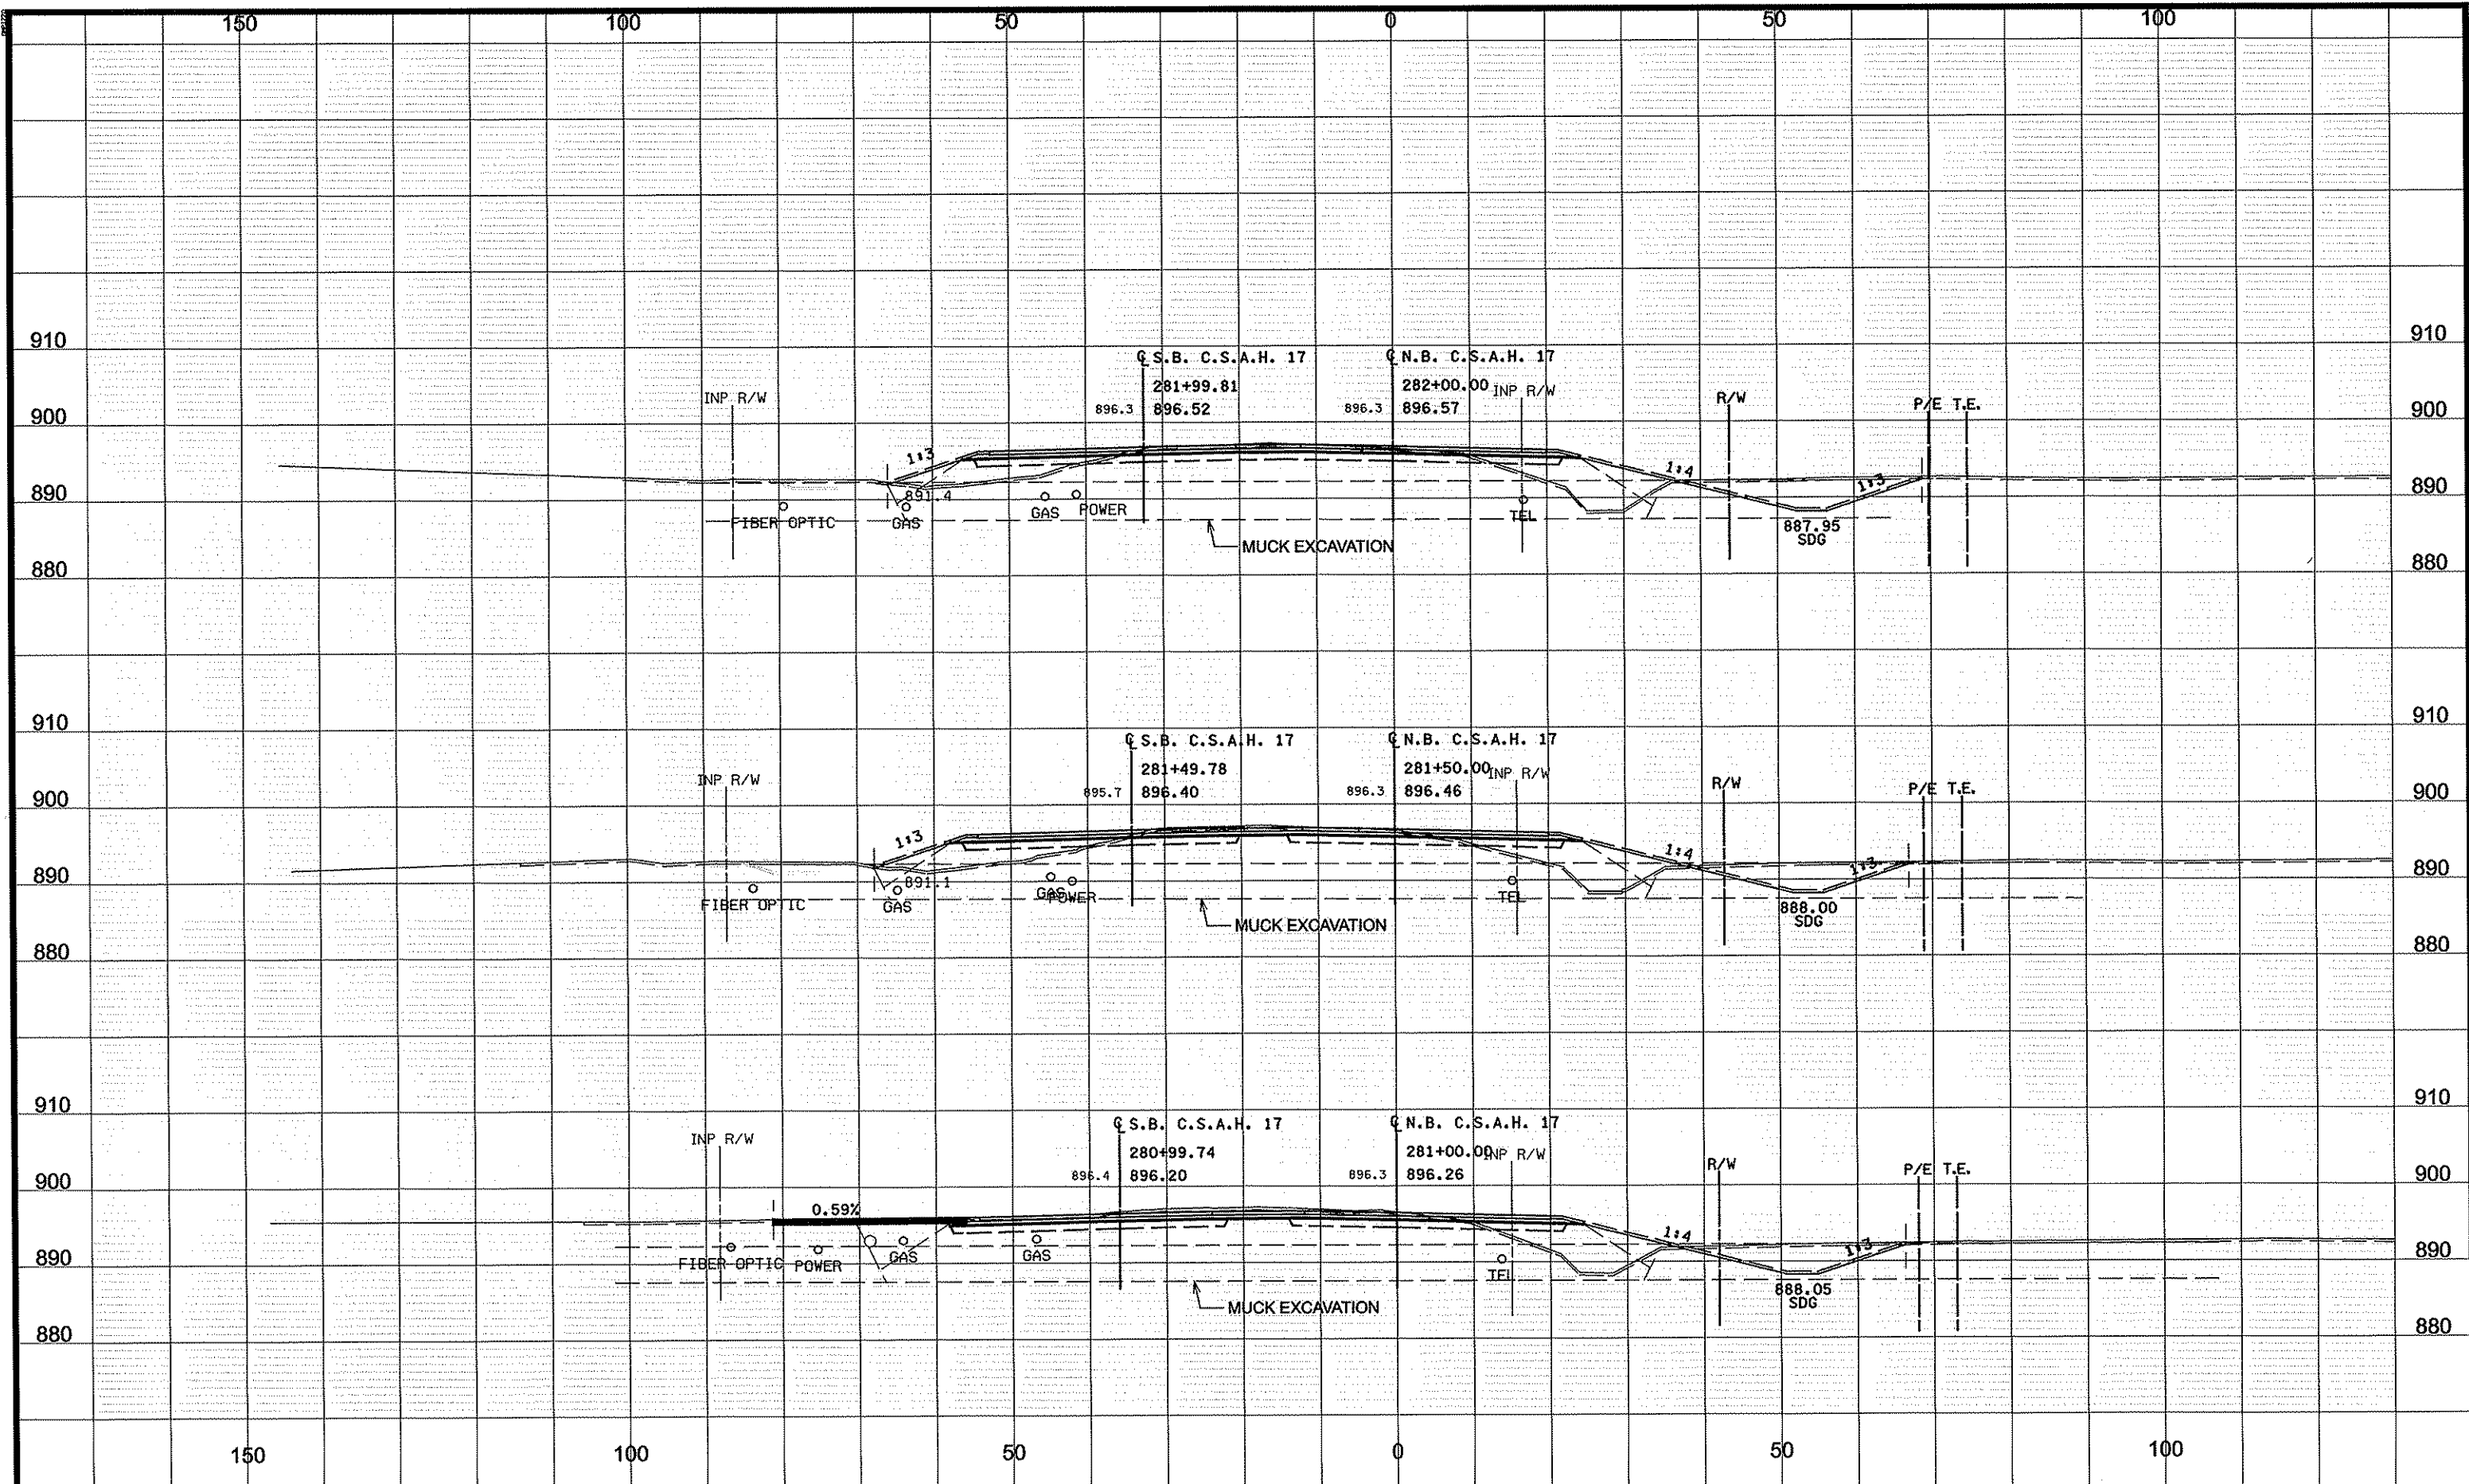 150 100 50 0 50 100
910 910
℄ S.B. C.S.A.H. 17 ℄ N.B. C.S.A.H. 17
281+99.81 282+00.00 INP R/W
INP R/W R/W
896.3 896.52 896.3 896.57 P/E T.E.
900 900
1:3 1:4 1:3
890 891.4 890
GAS POWER
FIBER OPTIC GAS TEL 887.95
SDG
MUCK EXCAVATION
880 880
910 910
℄ S.B. C.S.A.H. 17 ℄ N.B. C.S.A.H. 17
281+49.78 281+50.00 INP R/W
INP R/W R/W
895.7 896.40 896.3 896.46 P/E T.E.
900 900
1:3 1:4 1:3
890 891.1 890
GAS POWER TEL
FIBER OPTIC GAS 888.00
SDG
MUCK EXCAVATION
880 880
910 910
℄ S.B. C.S.A.H. 17 ℄ N.B. C.S.A.H. 17
INP R/W
280+99.74 281+00.00 INP R/W
R/W P/E T.E.
896.4 896.20 896.3 896.26
900 900
0.59%
1:4 1:3
GAS GAS
890 FIBER OPTIC POWER TEL 890
888.05
SDG
MUCK EXCAVATION
880 880
150 100 50 0 50 100